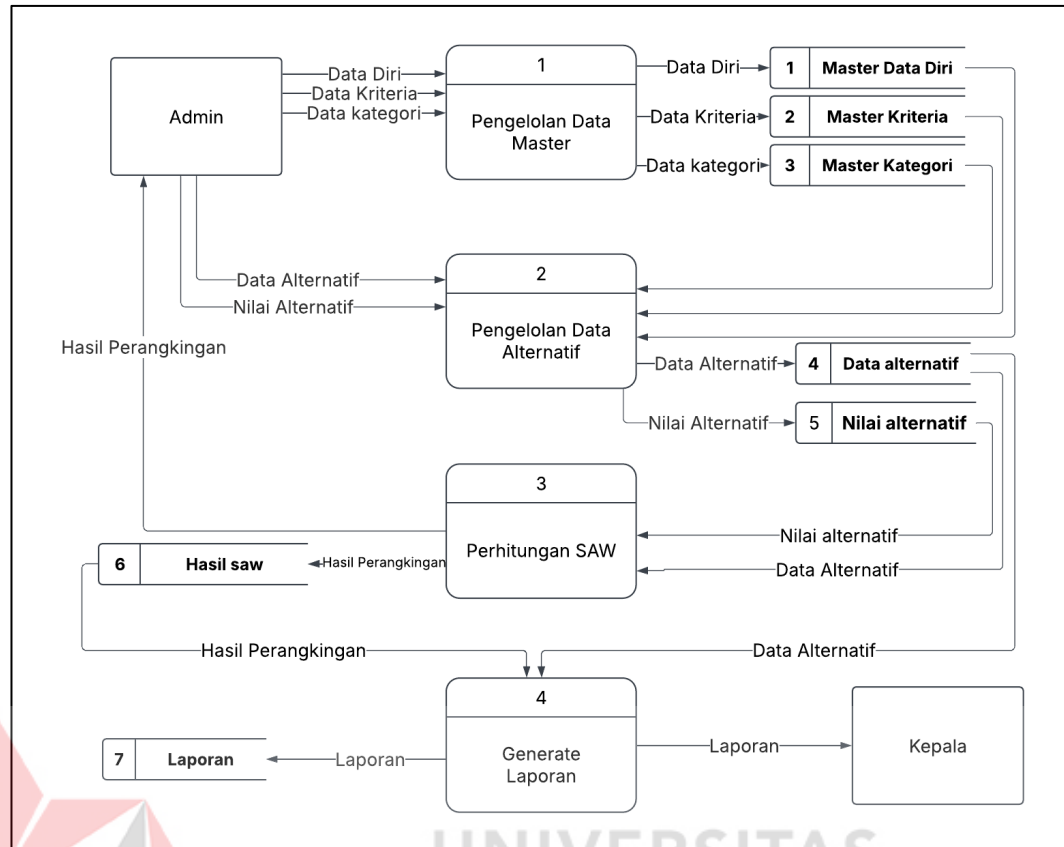 Admin
Data Diri
Data Kriteria
Data kategori
1
Pengelolan Data
Master
Data Diri
Data Kriteria
Data kategori
1 Master Data Diri
2 Master Kriteria
3 Master Kategori
Data Alternatif
Nilai Alternatif
2
Pengelolan Data
Alternatif
Hasil Perangkingan
Data Alternatif
4 Data alternatif
Nilai Alternatif
5 Nilai alternatif
3
Perhitungan SAW
Nilai alternatif
Data Alternatif
6 Hasil saw
Hasil Perangkingan
Hasil Perangkingan
Data Alternatif
4
Generate
Laporan
7 Laporan
Laporan
Laporan
Kepala
UNIVERSITAS